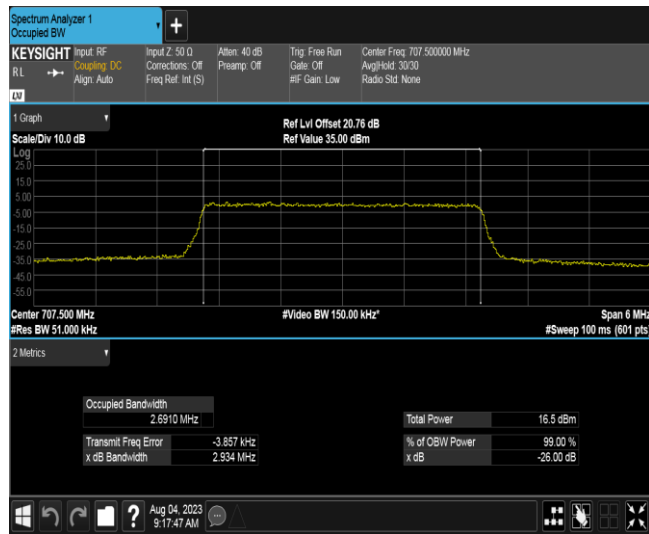 Spectrum Analyzer 1
Occupied BW
+
KEYSIGHT Input: RF Input Z: 50 Ω Atten: 40 dB Trig: Free Run Center Freq: 707.500000 MHz
RL Coupling: DC Corrections: Off Preamp: Off Gate: Off Avg|Hold: 30/30
Align: Auto Freq Ref: Int (S) #IF Gain: Low Radio Std: None
LXI
1 Graph
Ref Lvl Offset 20.76 dB
Scale/Div 10.0 dB Ref Value 35.00 dBm
Log
25.0
15.0
5.00
-5.00
-15.0
-25.0
-35.0
-45.0
-55.0
Center 707.500 MHz #Video BW 150.00 kHz* Span 6 MHz
#Res BW 51.000 kHz #Sweep 100 ms (601 pts)
2 Metrics
Occupied Bandwidth
2.6910 MHz Total Power 16.5 dBm
Transmit Freq Error -3.857 kHz % of OBW Power 99.00 %
x dB Bandwidth 2.934 MHz x dB -26.00 dB
? Aug 04, 2023
9:17:47 AM